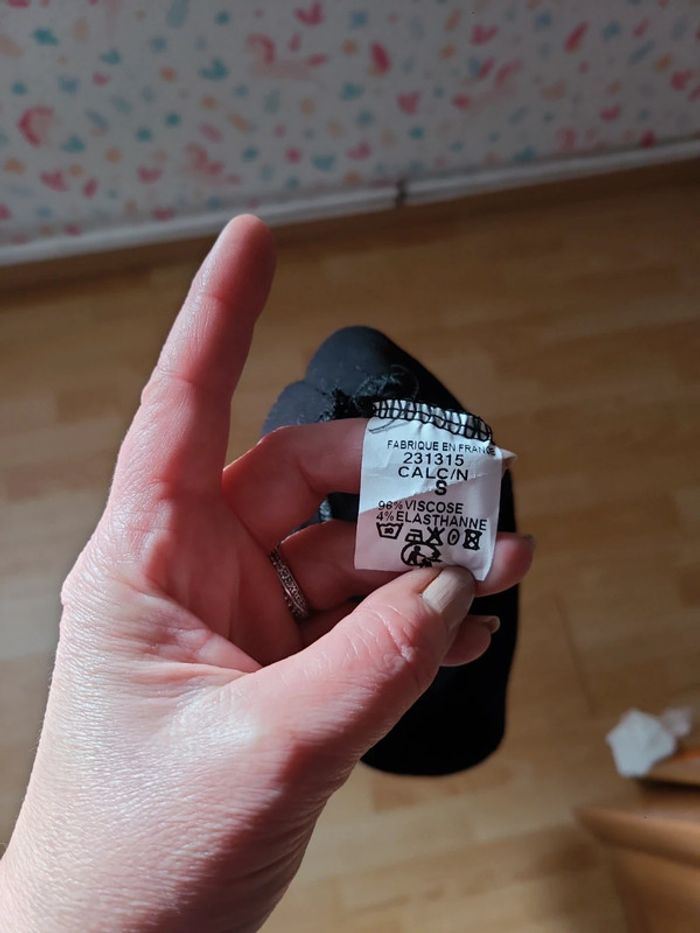 FABRIQUE EN FRANCE
231315
CALC/N
S
96% VISCOSE
4% ELASTHANNE